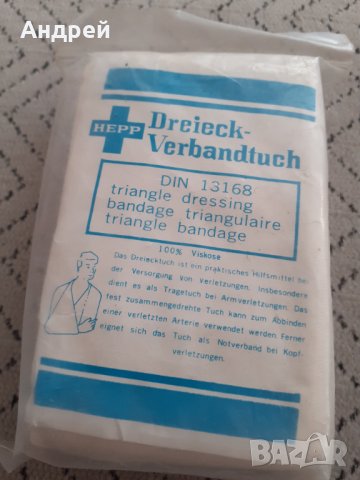 Андрей
HEPP
Dreieck-
Verbandtuch
DIN 13168
triangle dressing
bandage triangulaire
triangle bandage
100% Viskose
Das Dreiecktuch ist ein praktisches Hilfsmittel bei
der Versorgung von Verletzungen. Insbesondere
dient es als Tragetuch bei Armverletzungen. Das
fest zusammengedrehte Tuch kann zum Abbinden
einer verletzten Arterie verwendet werden. Ferner
eignet sich das Tuch als Notverband bei Kopf-
verletzungen.
BAZAR
bg